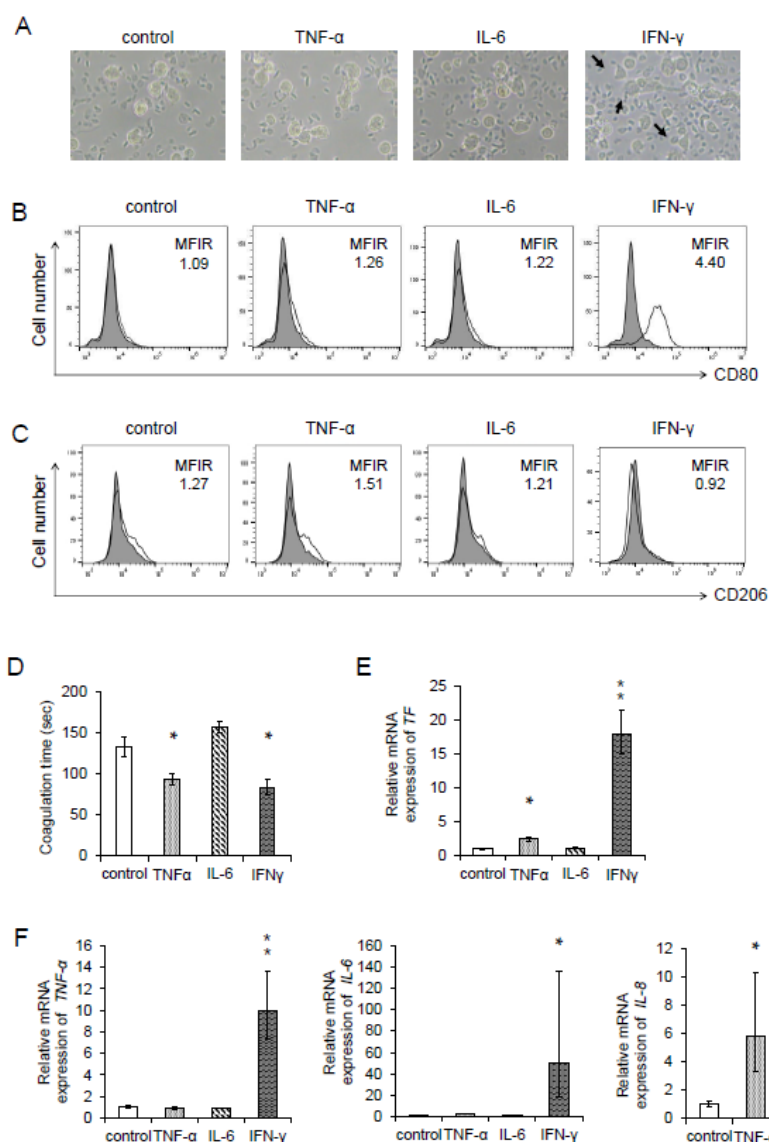 A
control TNF-α IL-6 IFN-γ
B
control TNF-α IL-6 IFN-γ
Cell number
MFIR 1.09
MFIR 1.26
MFIR 1.22
MFIR 4.40
CD80
C
control TNF-α IL-6 IFN-γ
Cell number
MFIR 1.27
MFIR 1.51
MFIR 1.21
MFIR 0.92
CD206
D
Coagulation time (sec)
200
150
100
50
0
* *
control TNFα IL-6 IFNγ
E
Relative mRNA
expression of TF
25
20
15
10
5
0
* * *
control TNFα IL-6 IFNγ
F
Relative mRNA
expression of TNF-α
16
14
12
10
8
6
4
2
0
* *
control TNF-α IL-6 IFN-γ
Relative mRNA
expression of IL-6
160
140
120
100
80
60
40
20
0
*
control TNF-α IL-6 IFN-γ
Relative mRNA
expression of IL-8
12
10
8
6
4
2
0
*
control TNF-